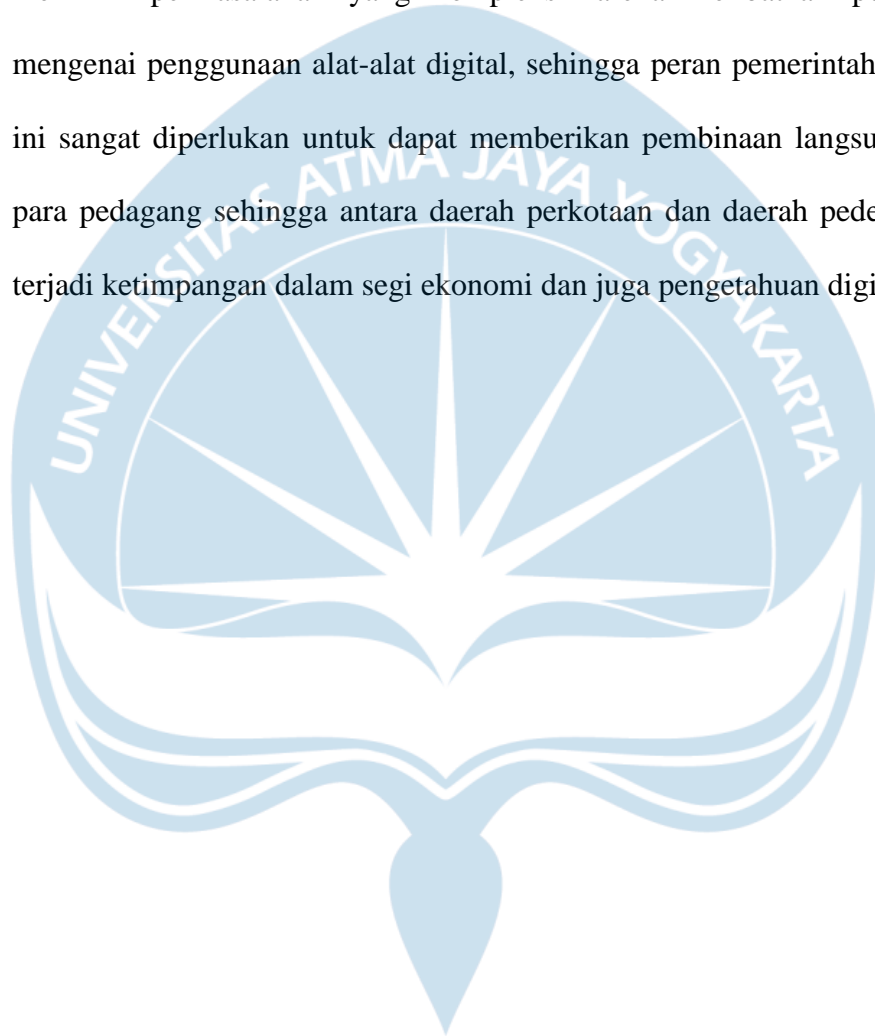 mengenai penggunaan alat-alat digital, sehingga peran pemerintah
ini sangat diperlukan untuk dapat memberikan pembinaan langsu
para pedagang sehingga antara daerah perkotaan dan daerah pede
terjadi ketimpangan dalam segi ekonomi dan juga pengetahuan digi
UNIVERSITAS ATMA JAYA YOGYAKARTA